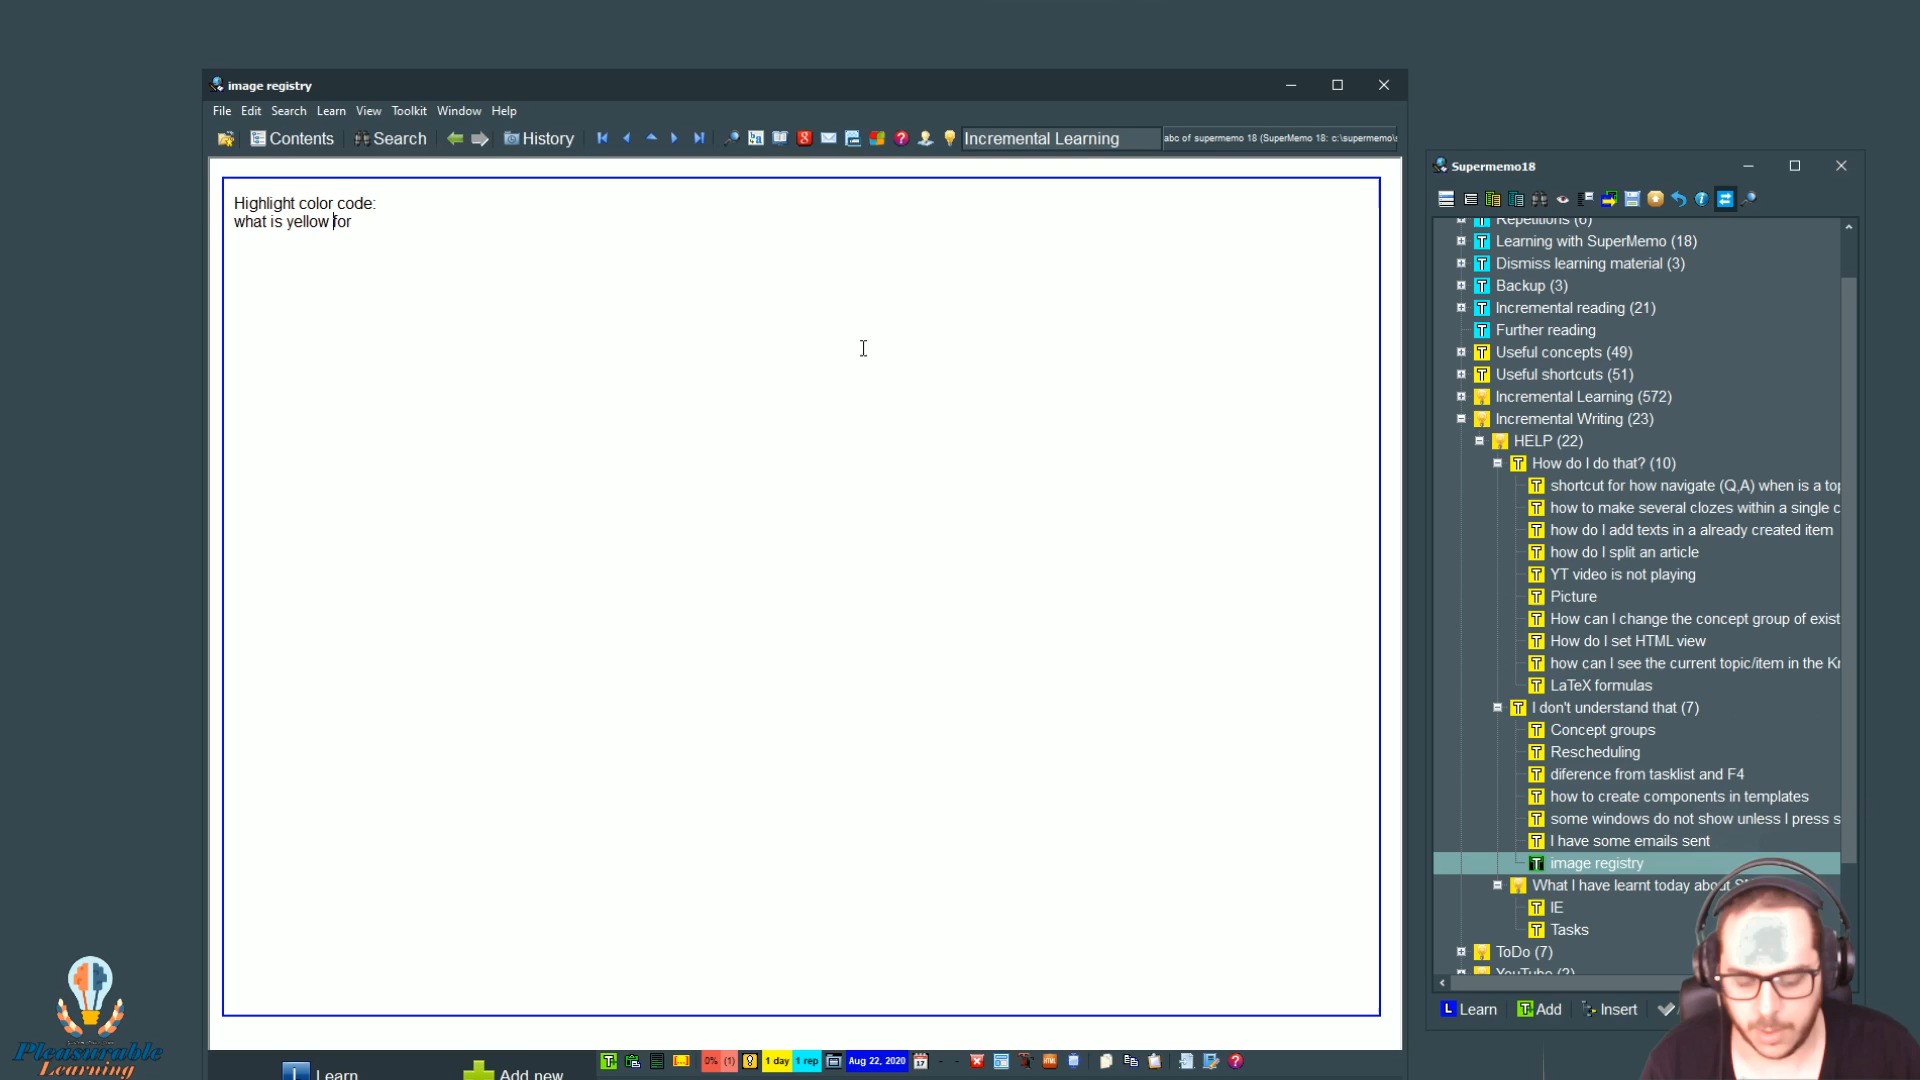 image registry
File Edit Search Learn View Toolkit Window Help
Contents Search History Incremental Learning abc of supermemo 18 (SuperMemo 18: c:\supermemo\s
Highlight color code:
what is yellow for
Supermemo18
Repetitions (6)
Learning with SuperMemo (18)
Dismiss learning material (3)
Backup (3)
Incremental reading (21)
Further reading
Useful concepts (49)
Useful shortcuts (51)
Incremental Learning (572)
Incremental Writing (23)
HELP (22)
How do I do that? (10)
shortcut for how navigate (Q,A) when is a top
how to make several clozes within a single c
how do I add texts in a already created item
how do I split an article
YT video is not playing
Picture
How can I change the concept group of exist
How do I set HTML view
how can I see the current topic/item in the Kr
LaTeX formulas
I don't understand that (7)
Concept groups
Rescheduling
diference from tasklist and F4
how to create components in templates
some windows do not show unless I press s
I have some emails sent
image registry
What I have learnt today about
IE
Tasks
ToDo (7)
YouTube (2)
Learn Add Insert
Learn Add new 0% (1) 1 day 1 rep Aug 22, 2020
Pleasurable
Learning